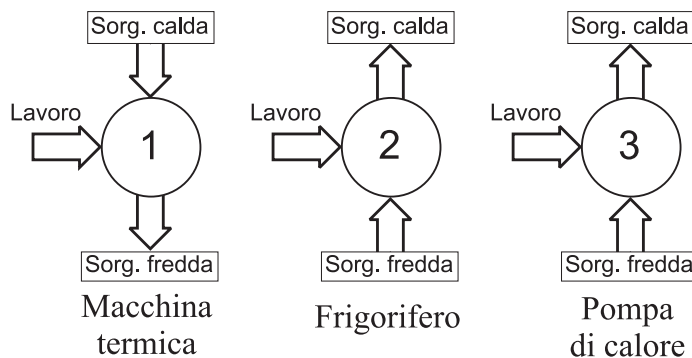 Sorg. calda
Lavoro
1
Sorg. fredda
Macchina
termica
Sorg. calda
Lavoro
2
Sorg. fredda
Frigorifero
Sorg. calda
Lavoro
3
Sorg. fredda
Pompa
di calore